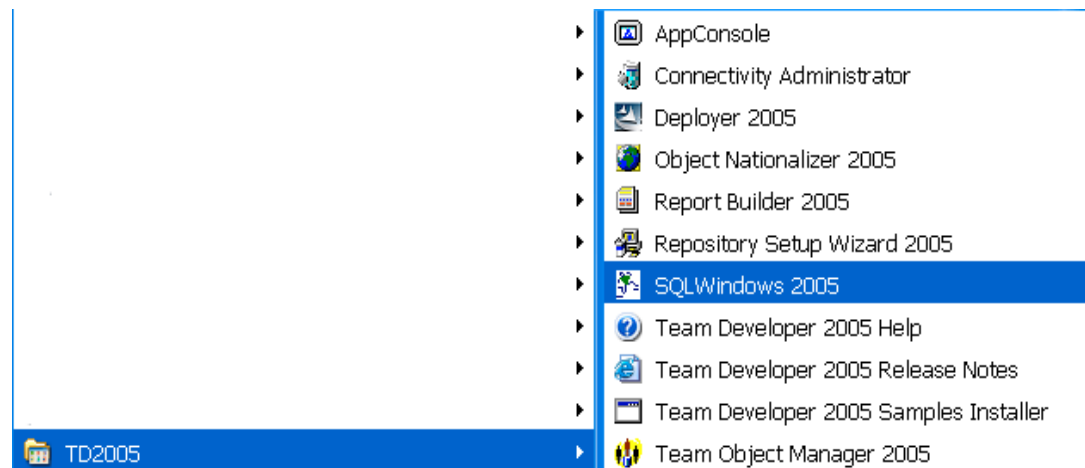 AppConsole
Connectivity Administrator
Deployer 2005
Object Nationalizer 2005
Report Builder 2005
Repository Setup Wizard 2005
SQLWindows 2005
Team Developer 2005 Help
Team Developer 2005 Release Notes
Team Developer 2005 Samples Installer
TD2005
Team Object Manager 2005